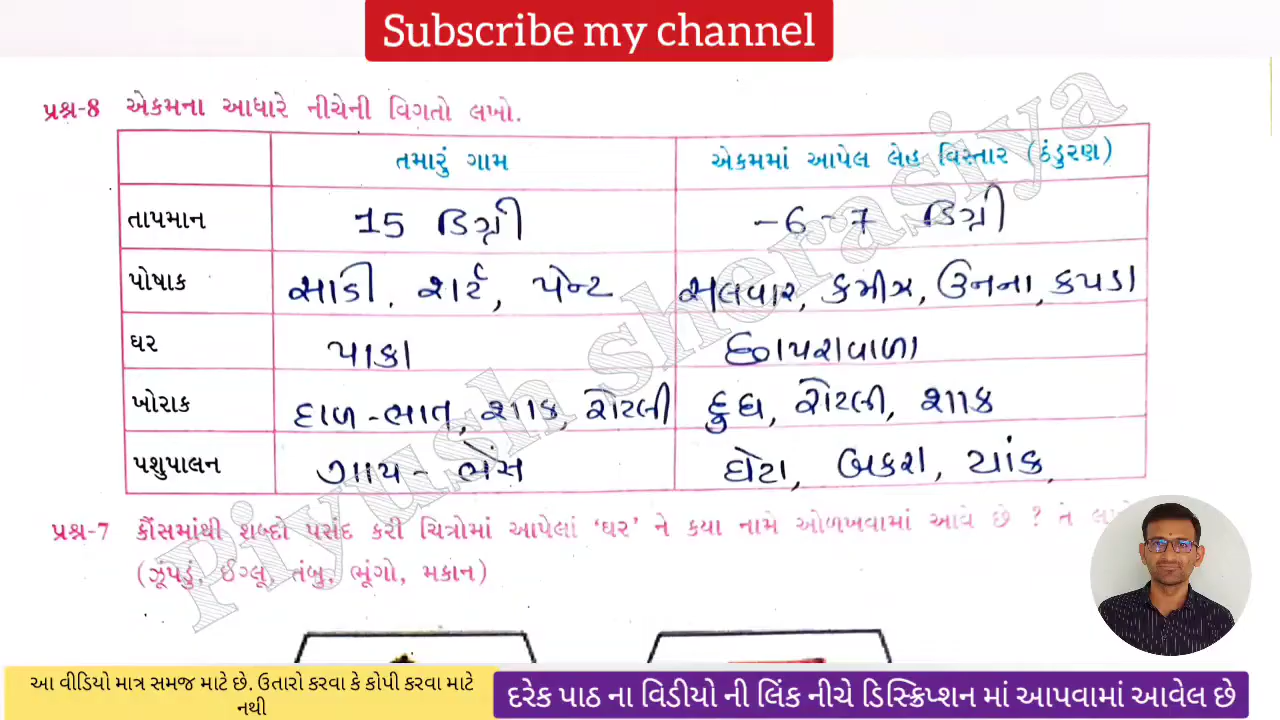 Subscribe my channel
પ્રશ્ન-8 એકમના આધારે નીચેની વિગતો લખો.
તમારું ગામ એકમમાં આપેલ લેહ વિસ્તાર (ઠંડુરણ)
તાપમાન 15 ડિગ્રી -6 -7 ડિગ્રી
પોષાક સાડી, શર્ટ, પેન્ટ સલવાર, કમીઝ, ઉનના, કપડા
ઘર પાકા છાપરાવાળા
ખોરાક દાળ-ભાત, શાક, રોટલી દુધ, રોટલી, શાક
પશુપાલન ગાય - ભેંસ ઘેટા, બકરા, યાંક,
પ્રશ્ન-7 કૌંસમાંથી શબ્દો પસંદ કરી ચિત્રોમાં આપેલાં ‘ઘર’ ને કયા નામે ઓળખવામાં આવે છે ? તે
(ઝૂંપડું, ઈગ્લૂ, તંબુ, ભૂંગો, મકાન)
Piyush sherasiya
આ વીડિયો માત્ર સમજ માટે છે. ઉતારો કરવા કે કોપી કરવા માટે
નથી
દરેક પાઠ ના વિડીયો ની લિંક નીચે ડિસ્ક્રિપ્શન માં આપવામાં આવેલ છે